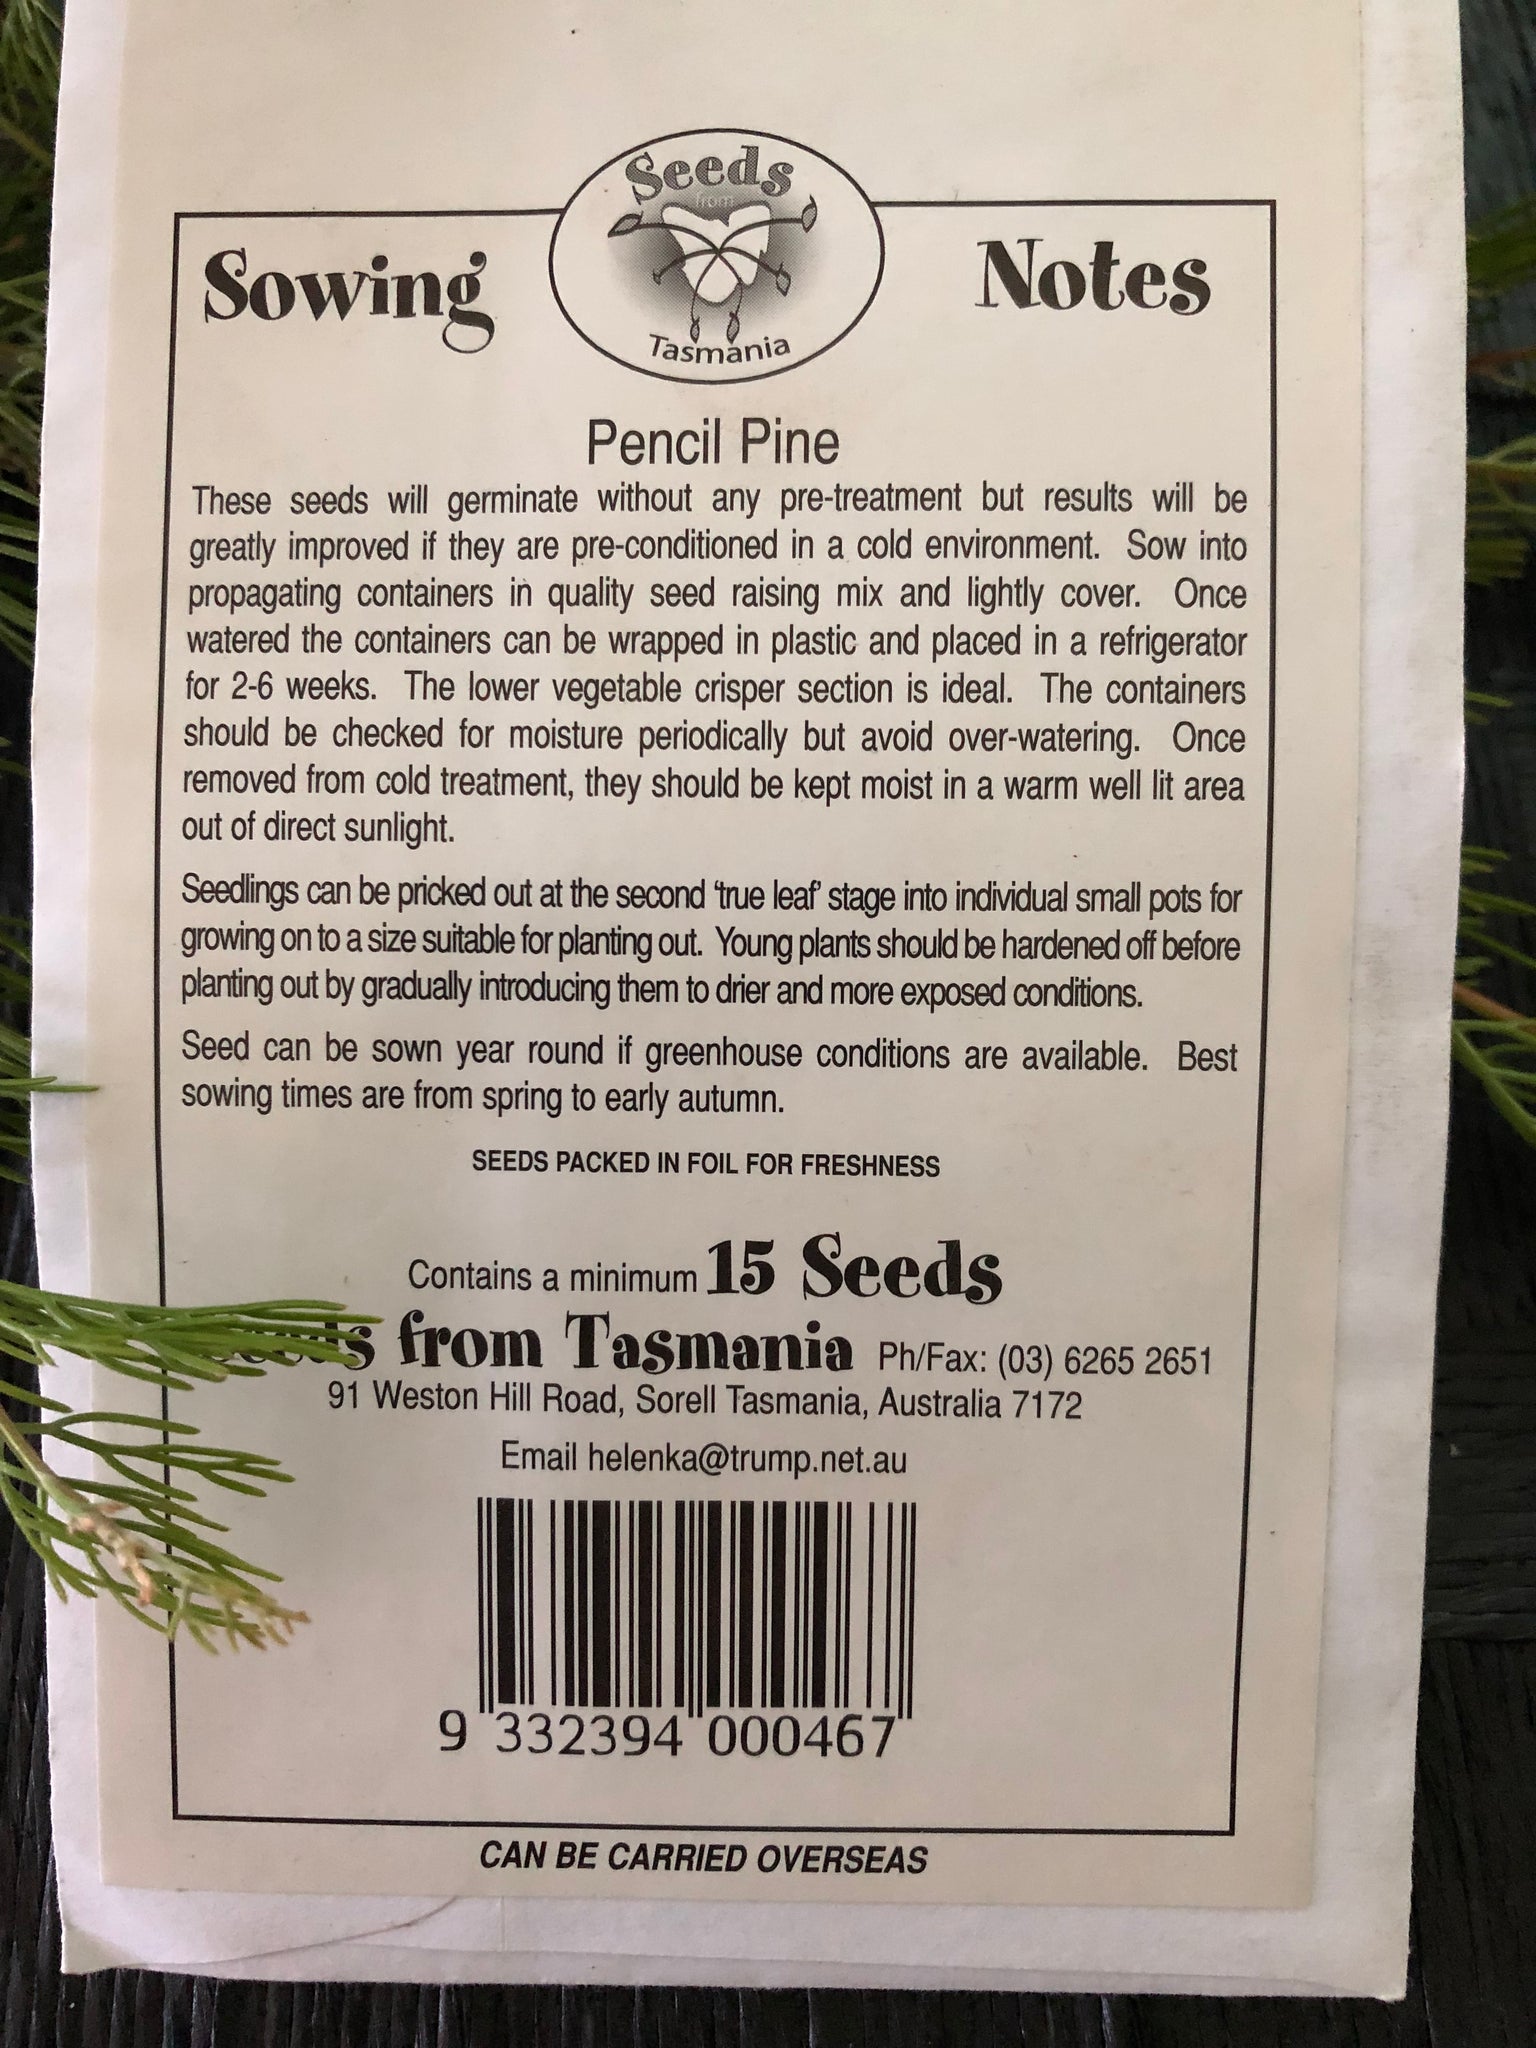 Seeds
from
Tasmania
Sowing Notes
Pencil Pine
These seeds will germinate without any pre-treatment but results will be
greatly improved if they are pre-conditioned in a cold environment. Sow into
propagating containers in quality seed raising mix and lightly cover. Once
watered the containers can be wrapped in plastic and placed in a refrigerator
for 2-6 weeks. The lower vegetable crisper section is ideal. The containers
should be checked for moisture periodically but avoid over-watering. Once
removed from cold treatment, they should be kept moist in a warm well lit area
out of direct sunlight.
Seedlings can be pricked out at the second 'true leaf' stage into individual small pots for
growing on to a size suitable for planting out. Young plants should be hardened off before
planting out by gradually introducing them to drier and more exposed conditions.
Seed can be sown year round if greenhouse conditions are available. Best
sowing times are from spring to early autumn.
SEEDS PACKED IN FOIL FOR FRESHNESS
Contains a minimum 15 Seeds
Seeds from Tasmania Ph/Fax: (03) 6265 2651
91 Weston Hill Road, Sorell Tasmania, Australia 7172
Email helenka@trump.net.au
9 332394 000467
CAN BE CARRIED OVERSEAS